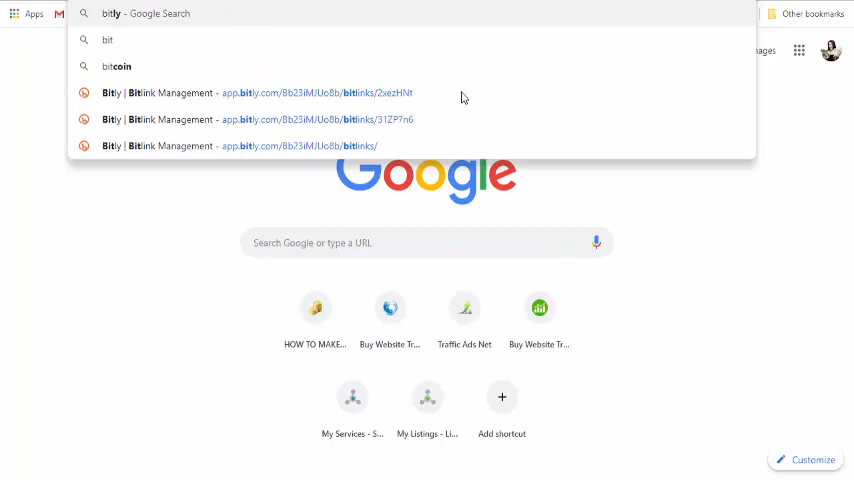 bitly - Google Search
Apps
Other bookmarks
bit
bitcoin
ages
Bitly | Bitlink Management - app.bitly.com/Bb23iMJUo8b/bitlinks/2xezHNt
Bitly | Bitlink Management - app.bitly.com/Bb23iMJUo8b/bitlinks/31ZP7n6
Bitly | Bitlink Management - app.bitly.com/Bb23iMJUo8b/bitlinks/
Google
Search Google or type a URL
HOW TO MAKE... Buy Website Tr... Traffic Ads Net Buy Website Tr...
My Services - S... My Listings - Li... Add shortcut
Customize